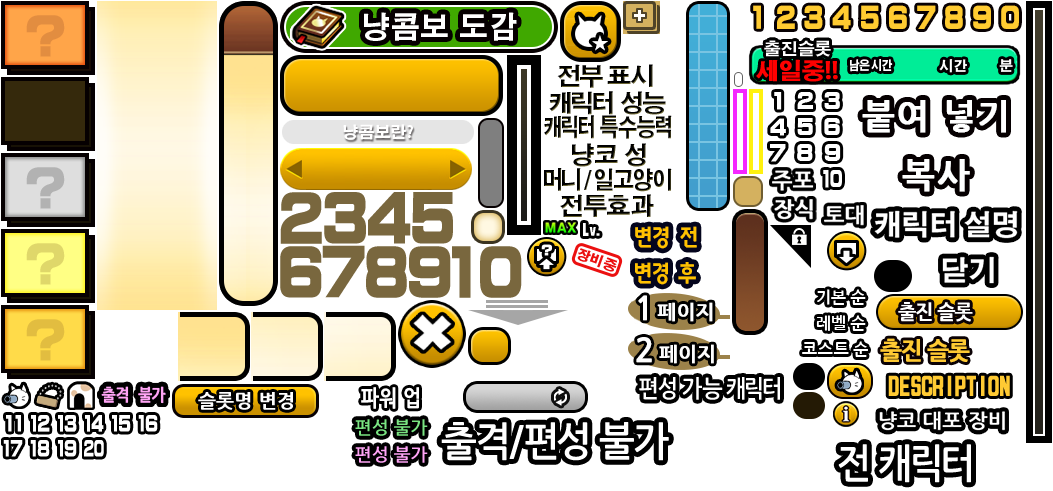 ?
?
?
?
냥콤보 도감
냥콤보란?
2345
678910
전부 표시
캐릭터 성능
캐릭터 특수능력
냥코 성
머니/일고양이
전투효과
MAX Lv.
장비중
1234567890
출진슬롯
세일중!!
남은시간
시간
분
1 2 3
4 5 6
7 8 9
주포 10
장식
토대
붙여 넣기
복사
캐릭터 설명
닫기
변경 전
변경 후
1 페이지
2 페이지
편성 가능 캐릭터
기본 순
레벨 순
코스트 순
출진 슬롯
출진 슬롯
DESCRIPTION
냥코 대포 장비
전 캐릭터
출격 불가
11 12 13 14 15 16
17 18 19 20
슬롯명 변경
파워 업
편성 불가
편성 불가
출격/편성 불가